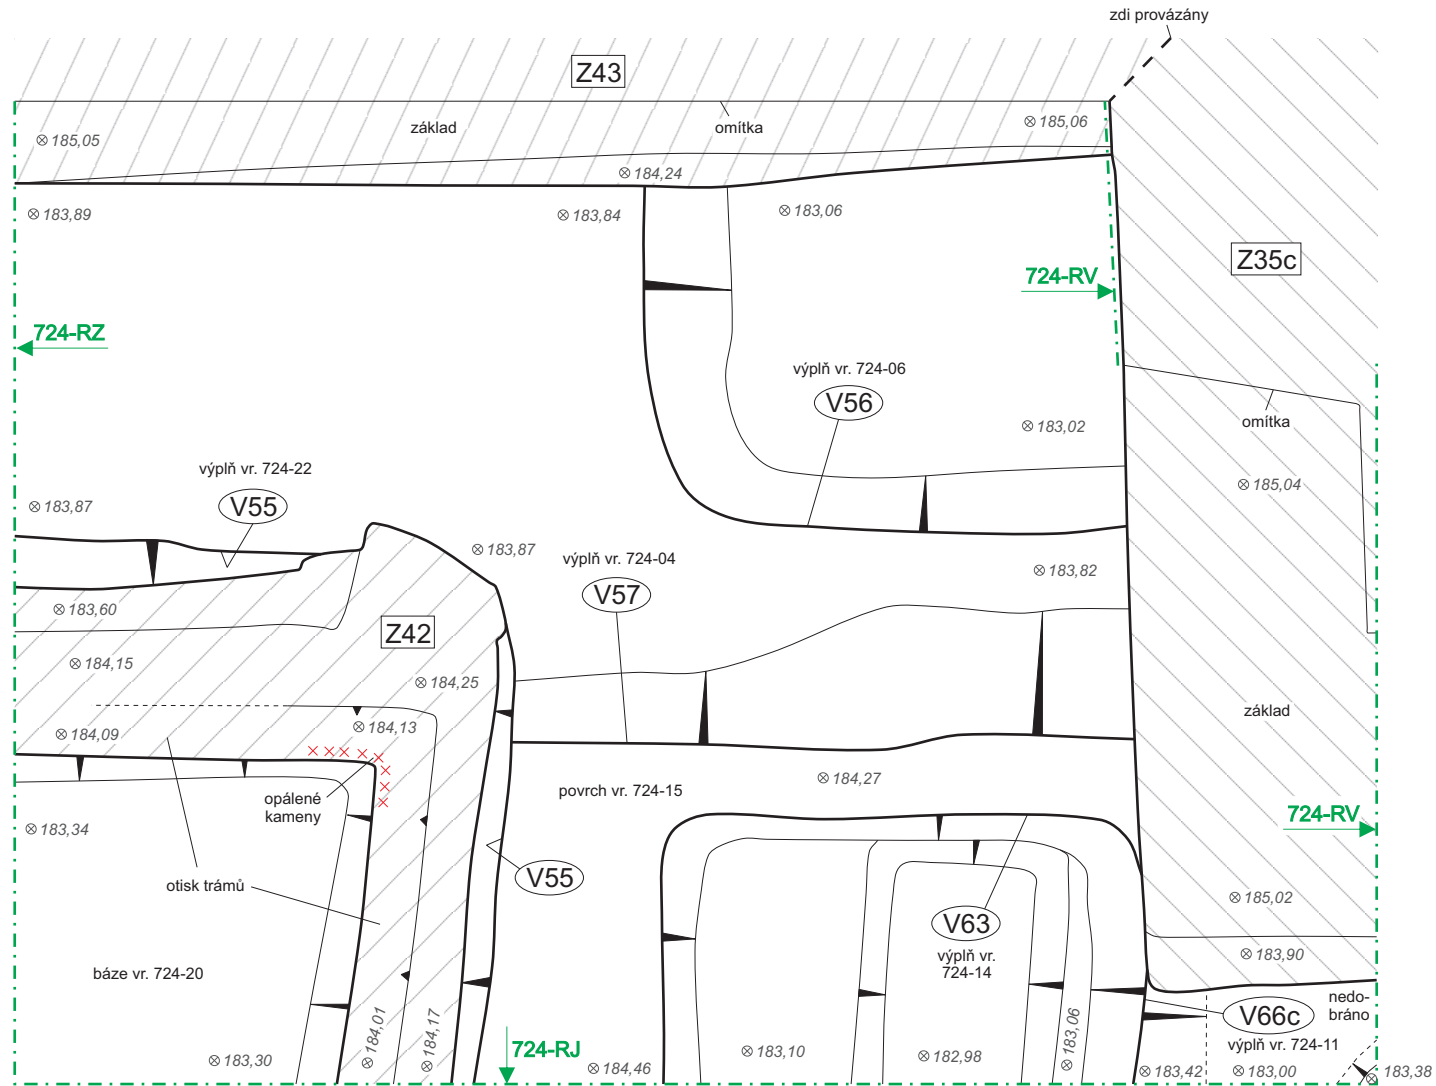 zdi provázány
Z43
185,06
základ
omítka
185,05
184,24
183,89
183,84
183,06
Z35c
724-RV
724-RZ
výplň vr. 724-06
V56
omítka
183,02
výplň vr. 724-22
185,04
V55
183,87
183,87
výplň vr. 724-04
183,82
V57
183,60
Z42
184,15
184,25
základ
184,13
184,09
184,27
povrch vr. 724-15
opálené
kameny
724-RV
183,34
V55
otisk trámů
185,02
V63
výplň vr.
724-14
183,90
báze vr. 724-20
nedo-
bráno
V66c
184,01
184,17
183,06
724-RJ
výplň vr. 724-11
183,10
182,98
183,30
184,46
183,42
183,00
183,38